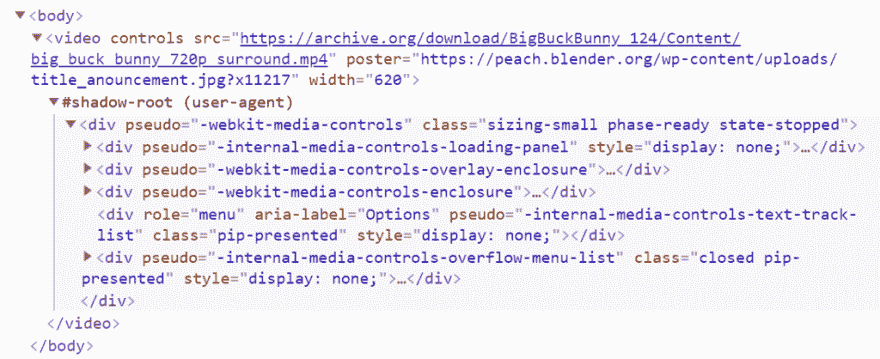 ▼<body>
▼<video controls src="https://archive.org/download/BigBuckBunny_124/Content/
big_buck_bunny_720p_surround.mp4" poster="https://peach.blender.org/wp-content/uploads/
title_anouncement.jpg?x11217" width="620">
▼#shadow-root (user-agent)
▼<div pseudo="-webkit-media-controls" class="sizing-small phase-ready state-stopped">
▶<div pseudo="-internal-media-controls-loading-panel" style="display: none;">…</div>
▶<div pseudo="-webkit-media-controls-overlay-enclosure">…</div>
▶<div pseudo="-webkit-media-controls-enclosure">…</div>
<div role="menu" aria-label="Options" pseudo="-internal-media-controls-text-track-
list" class="pip-presented" style="display: none;"></div>
▶<div pseudo="-internal-media-controls-overflow-menu-list" class="closed pip-
presented" style="display: none;">…</div>
</div>
</video>
</body>